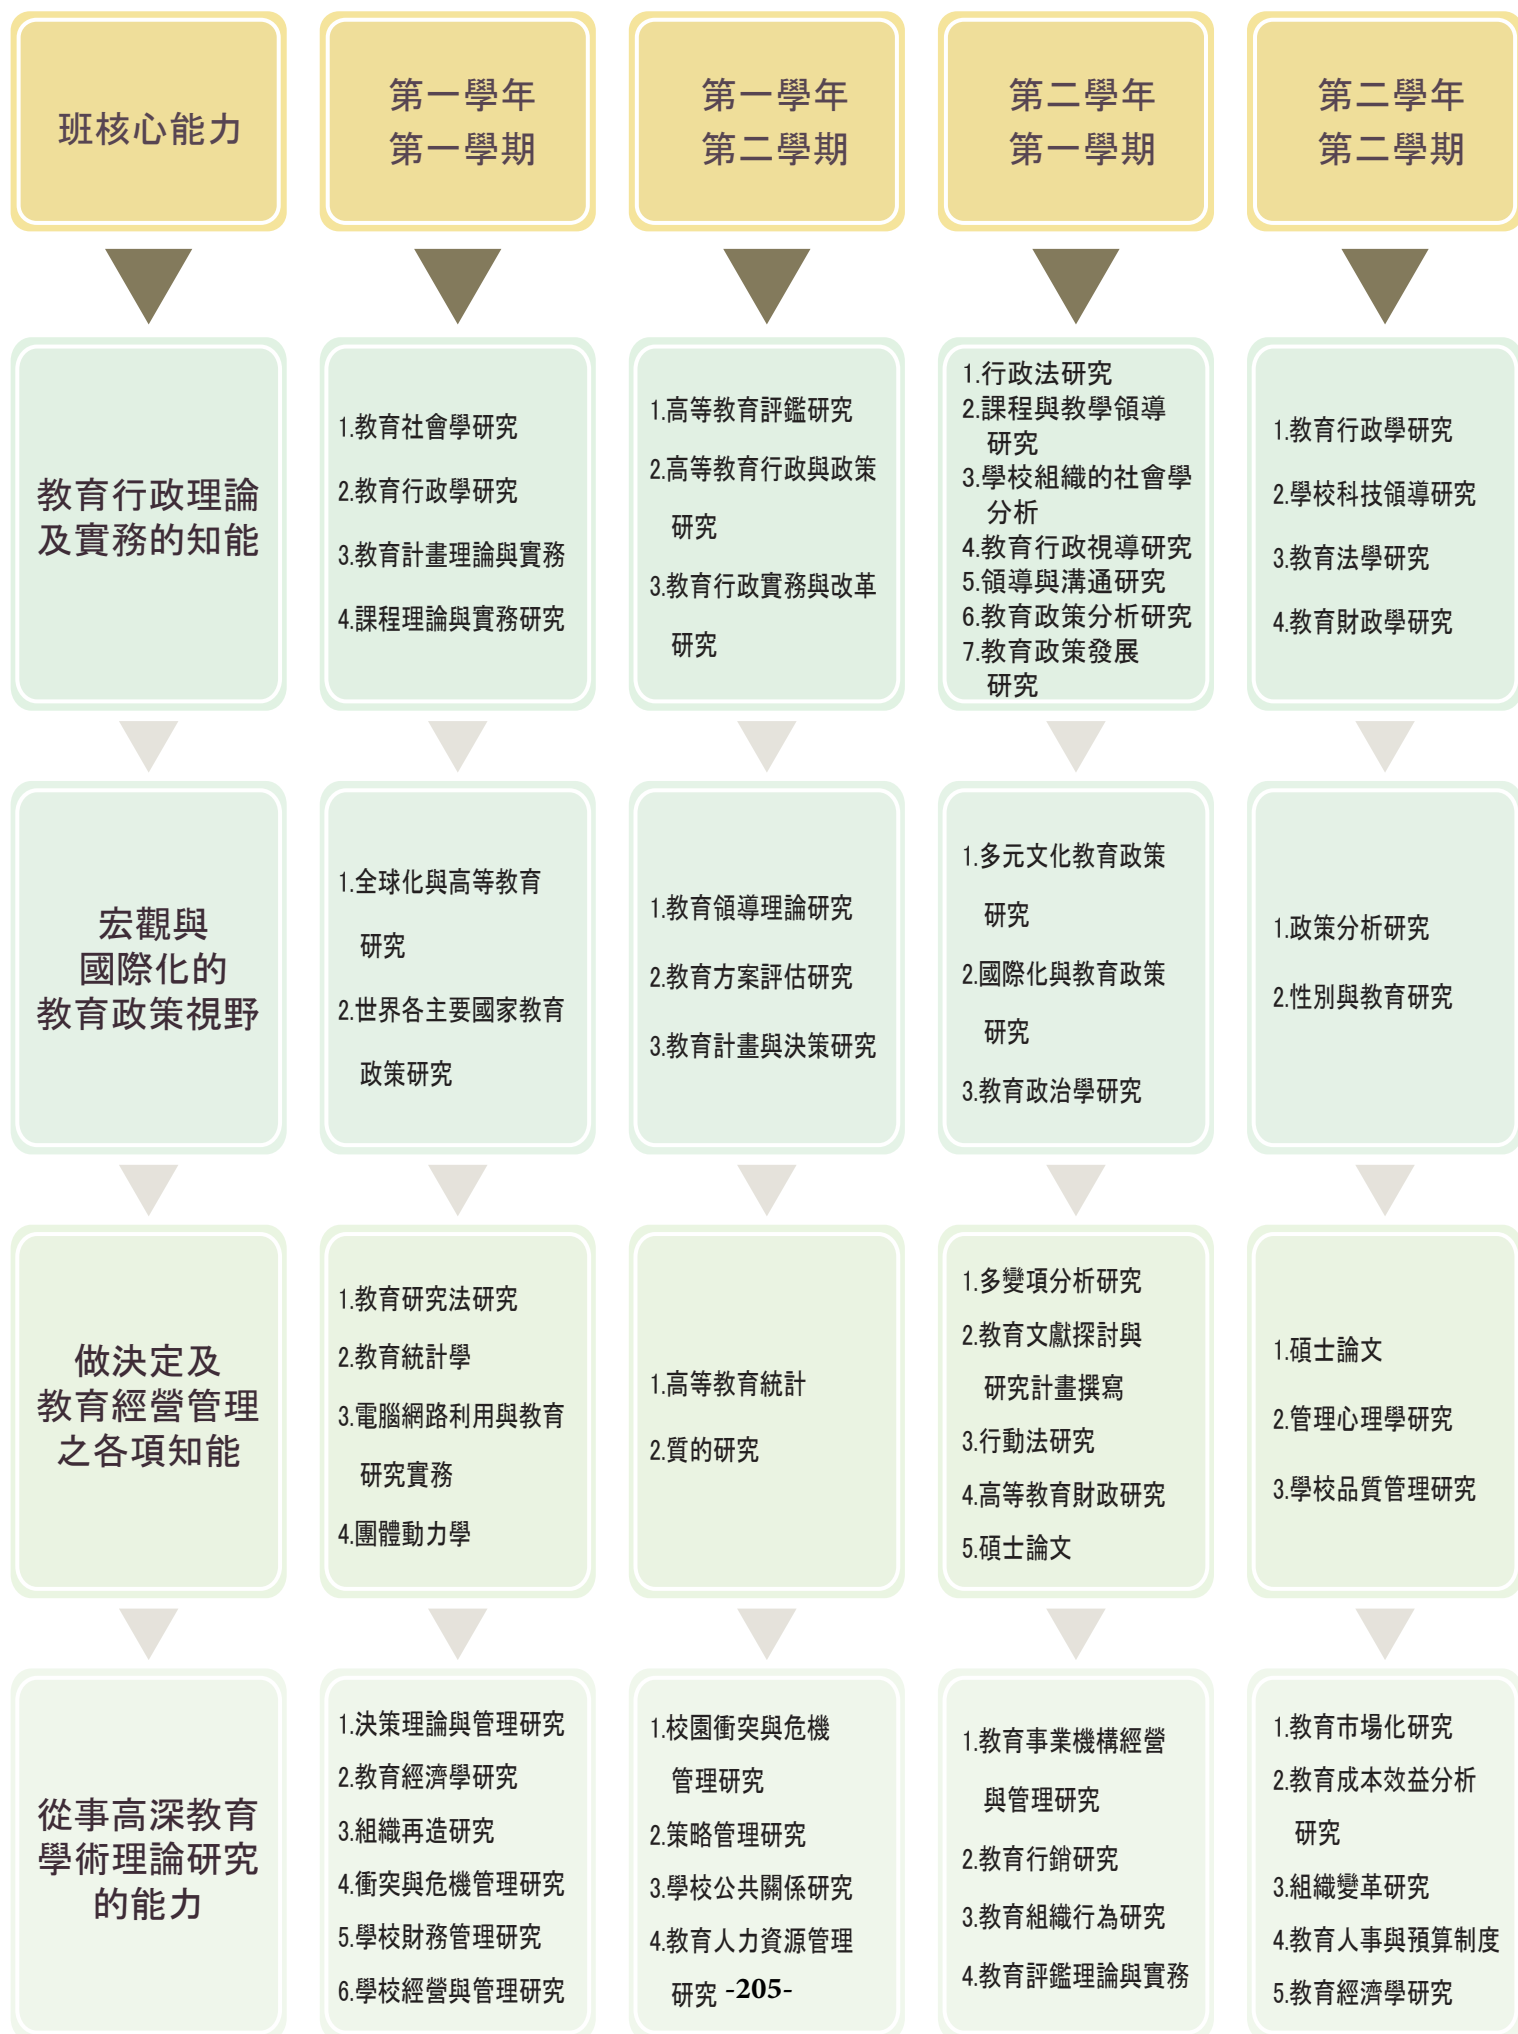 班核心能力
第一學年
第一學期
第一學年
第二學期
第二學年
第一學期
第二學年
第二學期
教育行政理論
及實務的知能
1.教育社會學研究
2.教育行政學研究
3.教育計畫理論與實務
4.課程理論與實務研究
1.高等教育評鑑研究
2.高等教育行政與政策
研究
3.教育行政實務與改革
研究
1.行政法研究
2.課程與教學領導
研究
3.學校組織的社會學
分析
4.教育行政視導研究
5.領導與溝通研究
6.教育政策分析研究
7.教育政策發展
研究
1.教育行政學研究
2.學校科技領導研究
3.教育法學研究
4.教育財政學研究
宏觀與
國際化的
教育政策視野
1.全球化與高等教育
研究
2.世界各主要國家教育
政策研究
1.教育領導理論研究
2.教育方案評估研究
3.教育計畫與決策研究
1.多元文化教育政策
研究
2.國際化與教育政策
研究
3.教育政治學研究
1.政策分析研究
2.性別與教育研究
做決定及
教育經營管理
之各項知能
1.教育研究法研究
2.教育統計學
3.電腦網路利用與教育
研究實務
4.團體動力學
1.高等教育統計
2.質的研究
1.多變項分析研究
2.教育文獻探討與
研究計畫撰寫
3.行動法研究
4.高等教育財政研究
5.碩士論文
1.碩士論文
2.管理心理學研究
3.學校品質管理研究
從事高深教育
學術理論研究
的能力
1.決策理論與管理研究
2.教育經濟學研究
3.組織再造研究
4.衝突與危機管理研究
5.學校財務管理研究
6.學校經營與管理研究
1.校園衝突與危機
管理研究
2.策略管理研究
3.學校公共關係研究
4.教育人力資源管理
研究
1.教育事業機構經營
與管理研究
2.教育行銷研究
3.教育組織行為研究
4.教育評鑑理論與實務
1.教育市場化研究
2.教育成本效益分析
研究
3.組織變革研究
4.教育人事與預算制度
5.教育經濟學研究
-205-